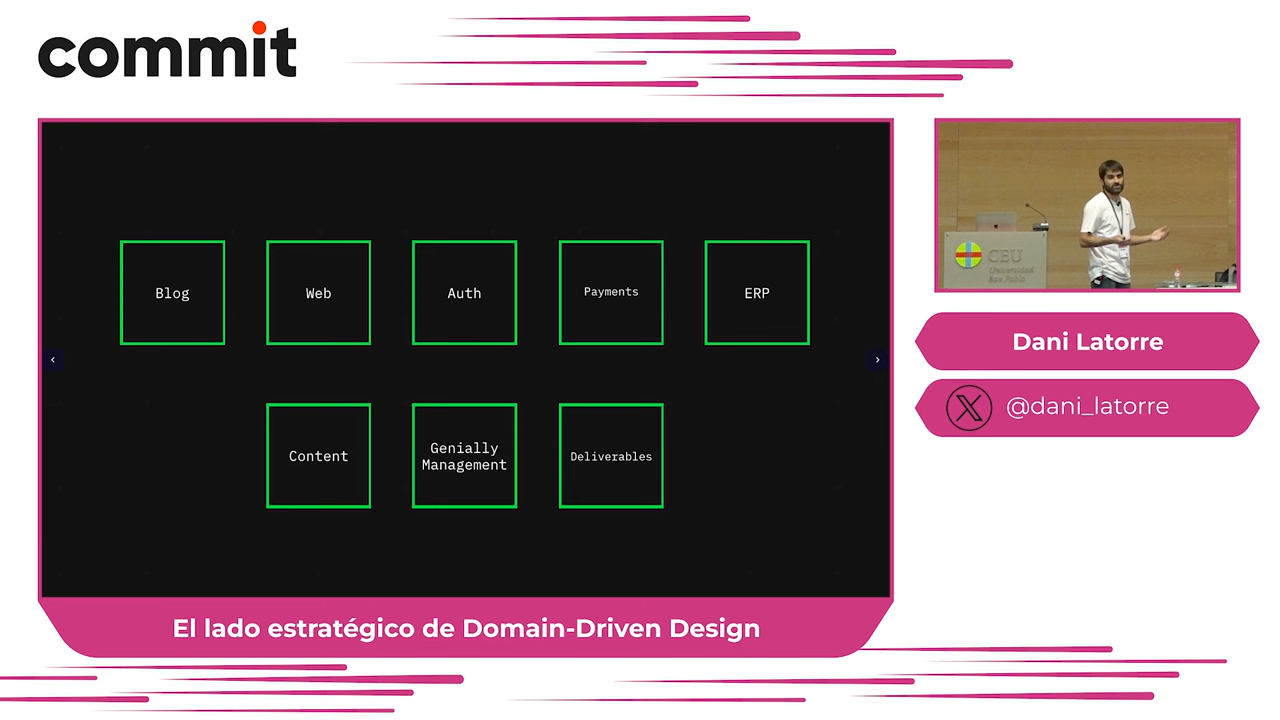 commit
Blog
Web
Auth
Payments
ERP
Content
Genially
Management
Deliverables
CEU
Universidad
San Pablo
Dani Latorre
@dani_latorre
El lado estratégico de Domain-Driven Design